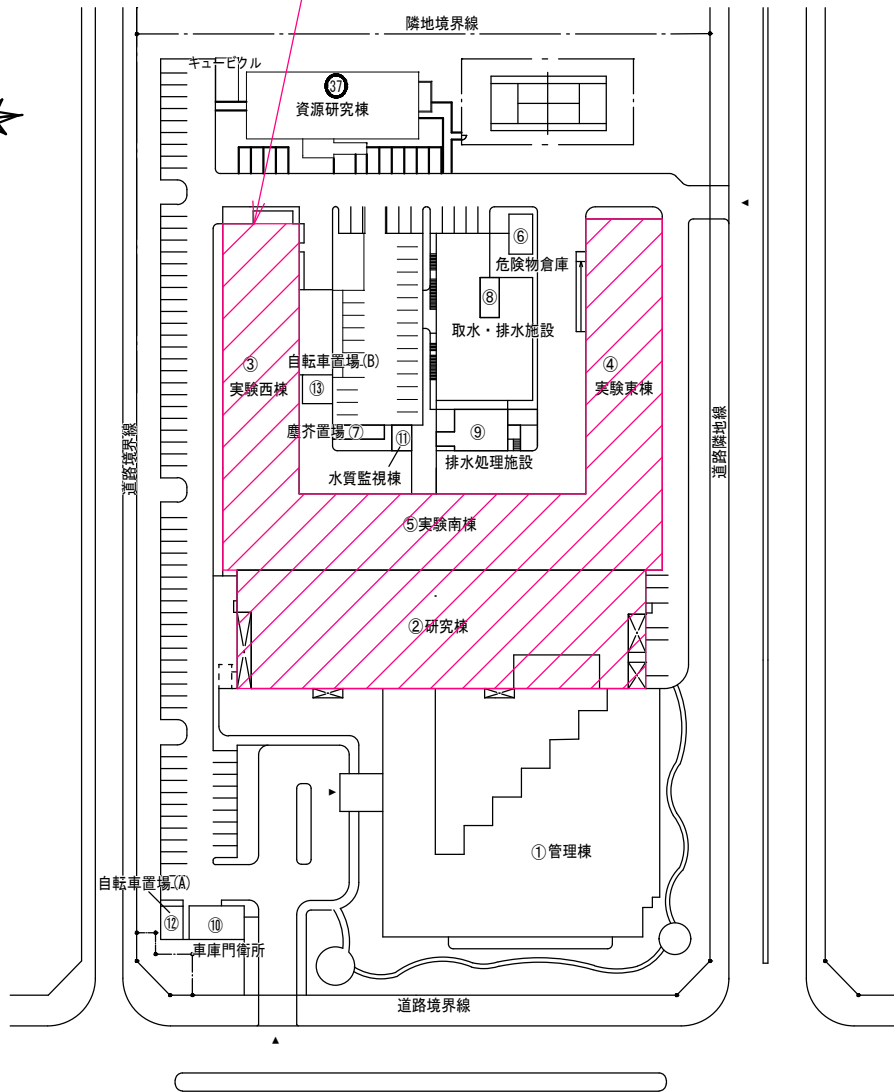 隣地境界線
キュービクル
㊲
資源研究棟
⑥
危険物倉庫
⑧
取水・排水施設
③
実験西棟
自転車置場(B)
⑬
④
実験東棟
塵芥置場⑦
⑪
⑨
水質監視棟
排水処理施設
道路境界線
道路隣地線
⑤実験南棟
②研究棟
①管理棟
自転車置場(A)
⑫
⑩
車庫門衛所
道路境界線